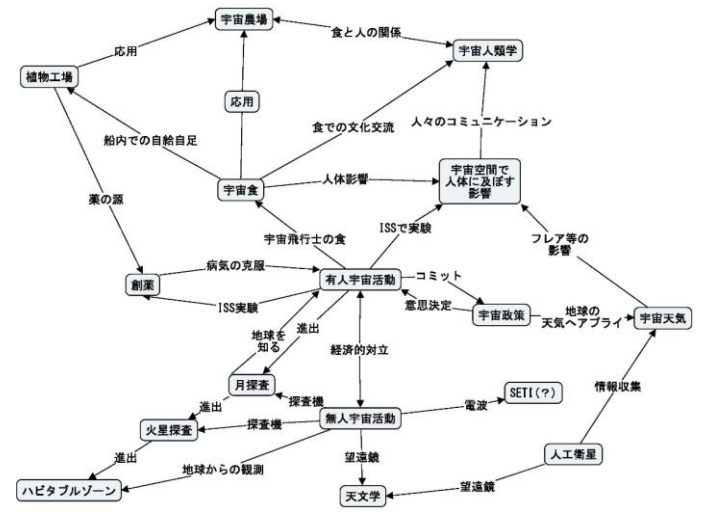 宇宙農場
食と人の関係
宇宙人類学
応用
植物工場
応用
人々のコミュニケーション
食での文化交流
船内での自給自足
宇宙空間で
人体に及ぼす
影響
宇宙食
人体影響
薬の源
ISSで実験
宇宙飛行士の食
フレア等の
影響
病気の克服
有人宇宙活動
コミット
創薬
ISS実験
意思決定
宇宙政策
地球の
天気へアプライ
宇宙天気
地球を
知る
進出
経済的対立
月探査
探査機
SETI(?)
電波
情報収集
進出
無人宇宙活動
火星探査
探査機
進出
地球からの観測
望遠鏡
人工衛星
ハビタブルゾーン
天文学
望遠鏡